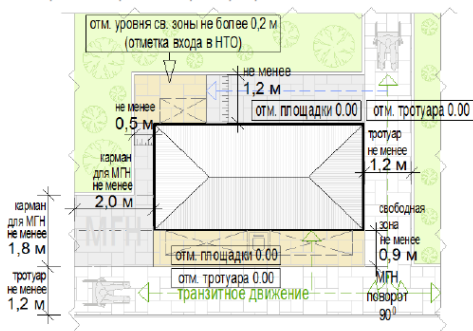 отм. уровня св. зоны не более 0,2 м
(отметка входа в НТО)
не менее
1,2 м
отм. площадки 0.00
отм. тротуара 0.00
не менее
0,5 м
тротуар
не менее
1,2 м
карман
для МГН
не менее
2,0 м
карман
для МГН
не менее
1,8 м
МГН
свободная
зона
не менее
0,9 м
отм. площадки 0.00
отм. тротуара 0.00
тротуар
не менее
1,2 м
транзитное движение
МГН
поворот
90⁰